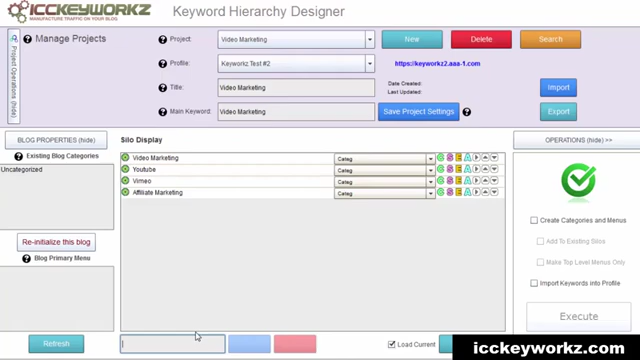 ICCKEYWORKZ
MANUFACTURE TRAFFIC ON YOUR BLOG
Keyword Hierarchy Designer
Project Operations (hide)
Manage Projects
Project:
Video Marketing
New
Delete
Search
Profile:
Keyworkz Test #2
https://keyworkz2.aaa-1.com
Title:
Video Marketing
Date Created:
Last Updated:
Import
Main Keyword:
Video Marketing
Save Project Settings
Export
BLOG PROPERTIES (hide)
Silo Display
OPERATIONS (hide) >>
Existing Blog Categories
Uncategorized
Video Marketing
Categ
Youtube
Categ
Vimeo
Categ
Affiliate Marketing
Categ
Create Categories and Menus
Add To Existing Silos
Make Top Level Menus Only
Import Keywords into Profile
Re-initialize this blog
Blog Primary Menu
Execute
Refresh
Load Current
icckeyworkz.com